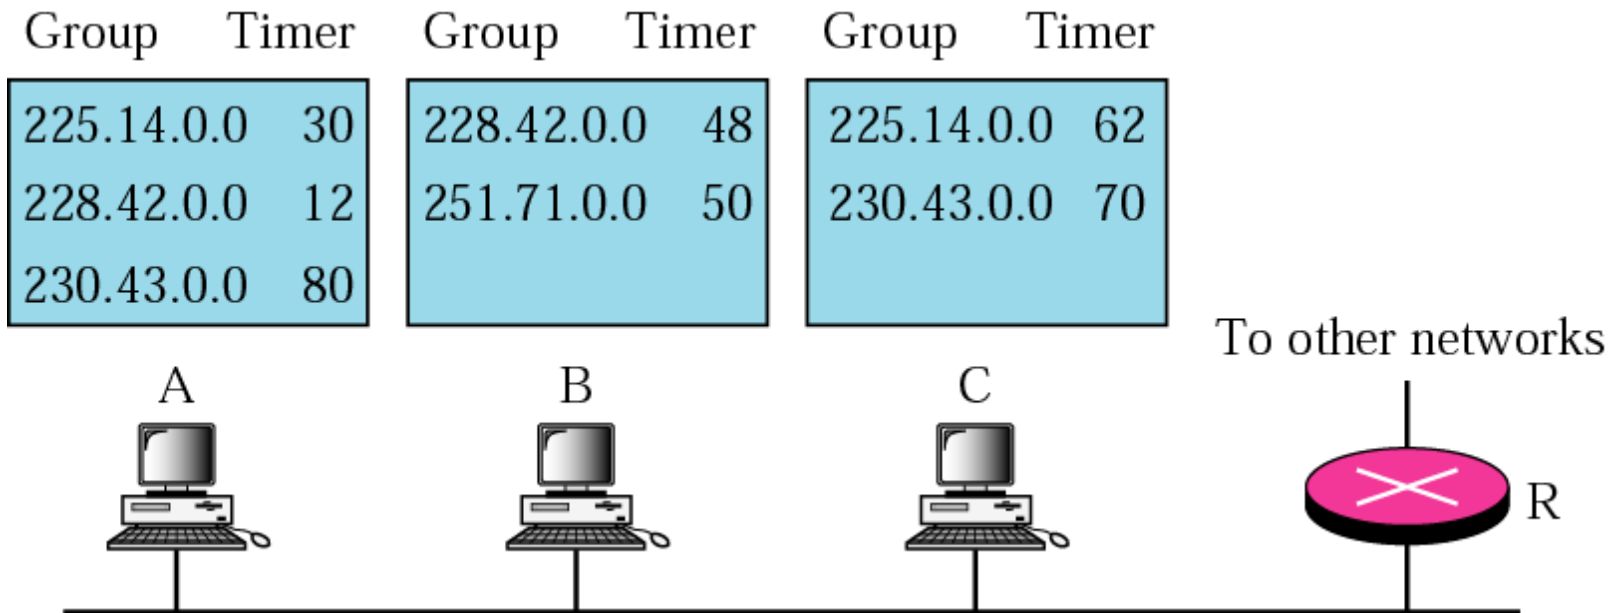 Group Timer Group Timer Group Timer
225.14.0.0 30 228.42.0.0 48 225.14.0.0 62
228.42.0.0 12 251.71.0.0 50 230.43.0.0 70
230.43.0.0 80
To other networks
A B C
R